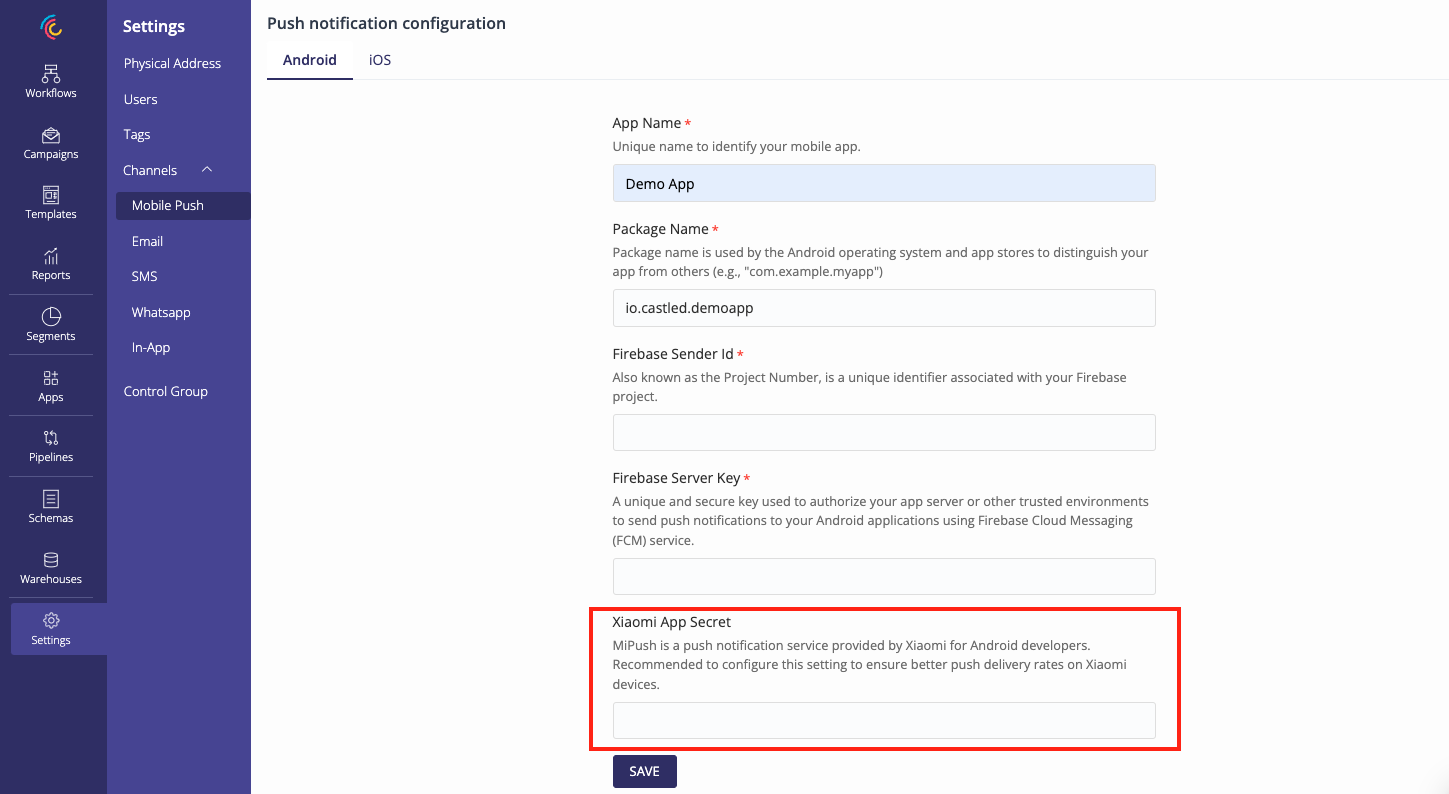 Workflows
Campaigns
Templates
Reports
Segments
Apps
Pipelines
Schemas
Warehouses
Settings
Settings
Physical Address
Users
Tags
Channels
Mobile Push
Email
SMS
Whatsapp
In-App
Control Group
Push notification configuration
Android iOS
App Name *
Unique name to identify your mobile app.
Demo App
Package Name *
Package name is used by the Android operating system and app stores to distinguish your
app from others (e.g., "com.example.myapp")
io.castled.demoapp
Firebase Sender Id *
Also known as the Project Number, is a unique identifier associated with your Firebase
project.
Firebase Server Key *
A unique and secure key used to authorize your app server or other trusted environments
to send push notifications to your Android applications using Firebase Cloud Messaging
(FCM) service.
Xiaomi App Secret
MiPush is a push notification service provided by Xiaomi for Android developers.
Recommended to configure this setting to ensure better push delivery rates on Xiaomi
devices.
SAVE